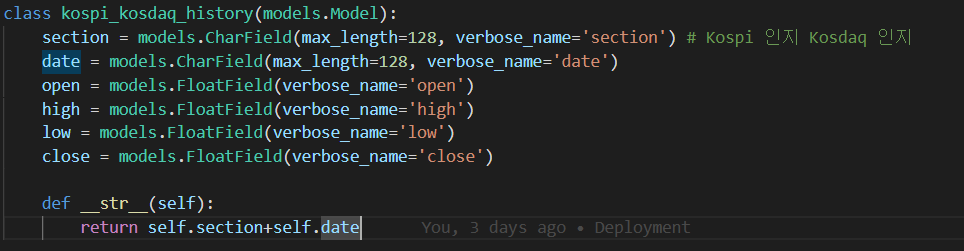 class kospi_kosdaq_history(models.Model):
    section = models.CharField(max_length=128, verbose_name='section') # Kospi 인지 Kosdaq 인지
    date = models.CharField(max_length=128, verbose_name='date')
    open = models.FloatField(verbose_name='open')
    high = models.FloatField(verbose_name='high')
    low = models.FloatField(verbose_name='low')
    close = models.FloatField(verbose_name='close')

    def __str__(self):
        return self.section+self.date You, 3 days ago • Deployment